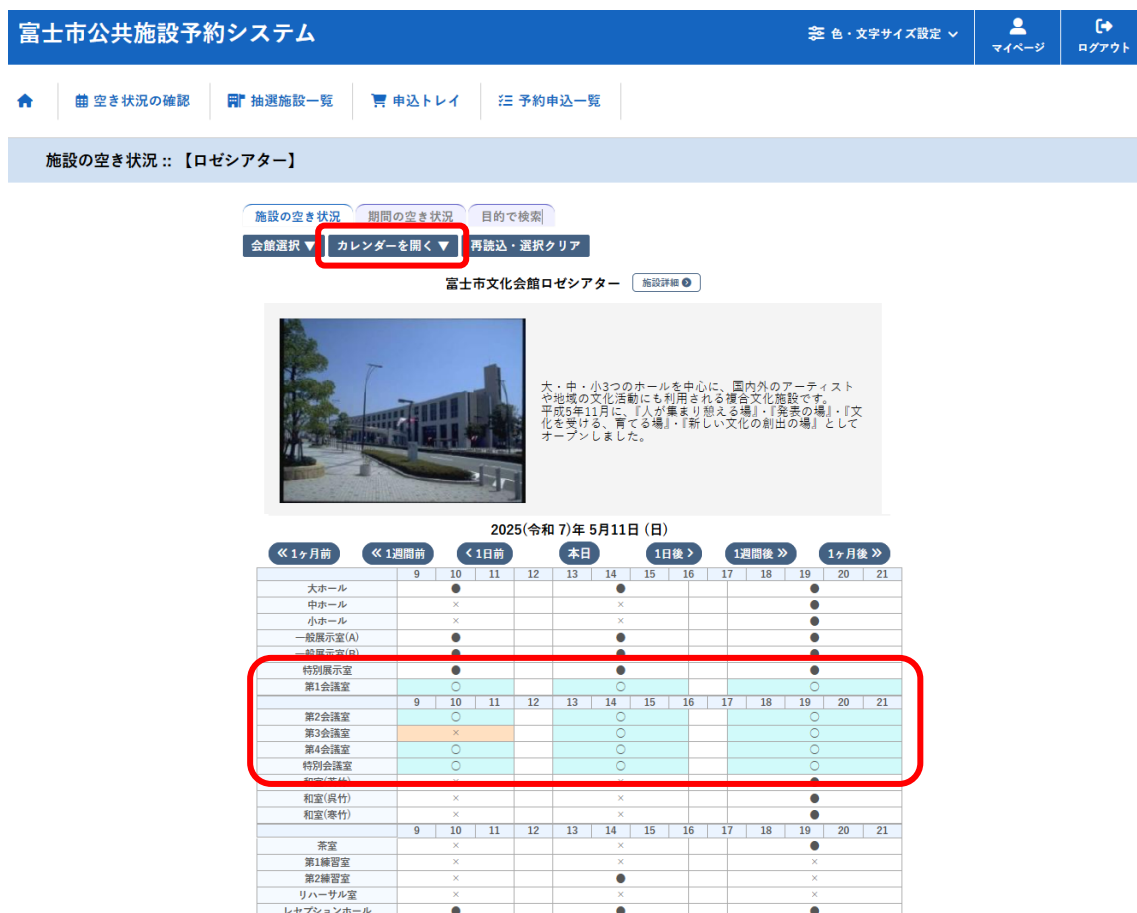 富士市公共施設予約システム
色・文字サイズ設定
マイページ
ログアウト
空き状況の確認
抽選施設一覧
申込トレイ
予約申込一覧
施設の空き状況 :: 【ロゼシアター】
施設の空き状況 期間の空き状況 目的で検索
会館選択 ▼ カレンダーを開く ▼ 再読込・選択クリア
富士市文化会館ロゼシアター 施設詳細
大・中・小3つのホールを中心に、国内外のアーティスト
や地域の文化活動にも利用される複合文化施設です。
平成5年11月に、『人が集まり憩える場』・『発表の場』・『文
化を受ける、育てる場』・『新しい文化の創出の場』として
オープンしました。
2025(令和 7)年 5月11日 (日)
≪ 1ヶ月前 ≪ 1週間前 < 1日前 本日 1日後 > 1週間後 ≫ 1ヶ月後 ≫
9 10 11 12 13 14 15 16 17 18 19 20 21
大ホール ● ● ●
中ホール × × ●
小ホール × × ●
一般展示室(A) ● ● ●
一般展示室(B) ● ● ●
特別展示室 ● ● ●
第1会議室 ○ ○ ○
9 10 11 12 13 14 15 16 17 18 19 20 21
第2会議室 ○ ○ ○
第3会議室 × ○ ○
第4会議室 ○ ○ ○
特別会議室 ○ ○ ○
和室 × × ●
和室(呉竹) × × ●
和室(寒竹) × × ●
9 10 11 12 13 14 15 16 17 18 19 20 21
茶室 × × ●
第1練習室 × × ×
第2練習室 × ● ×
リハーサル室 × × ×
レセプションホール ● ● ●